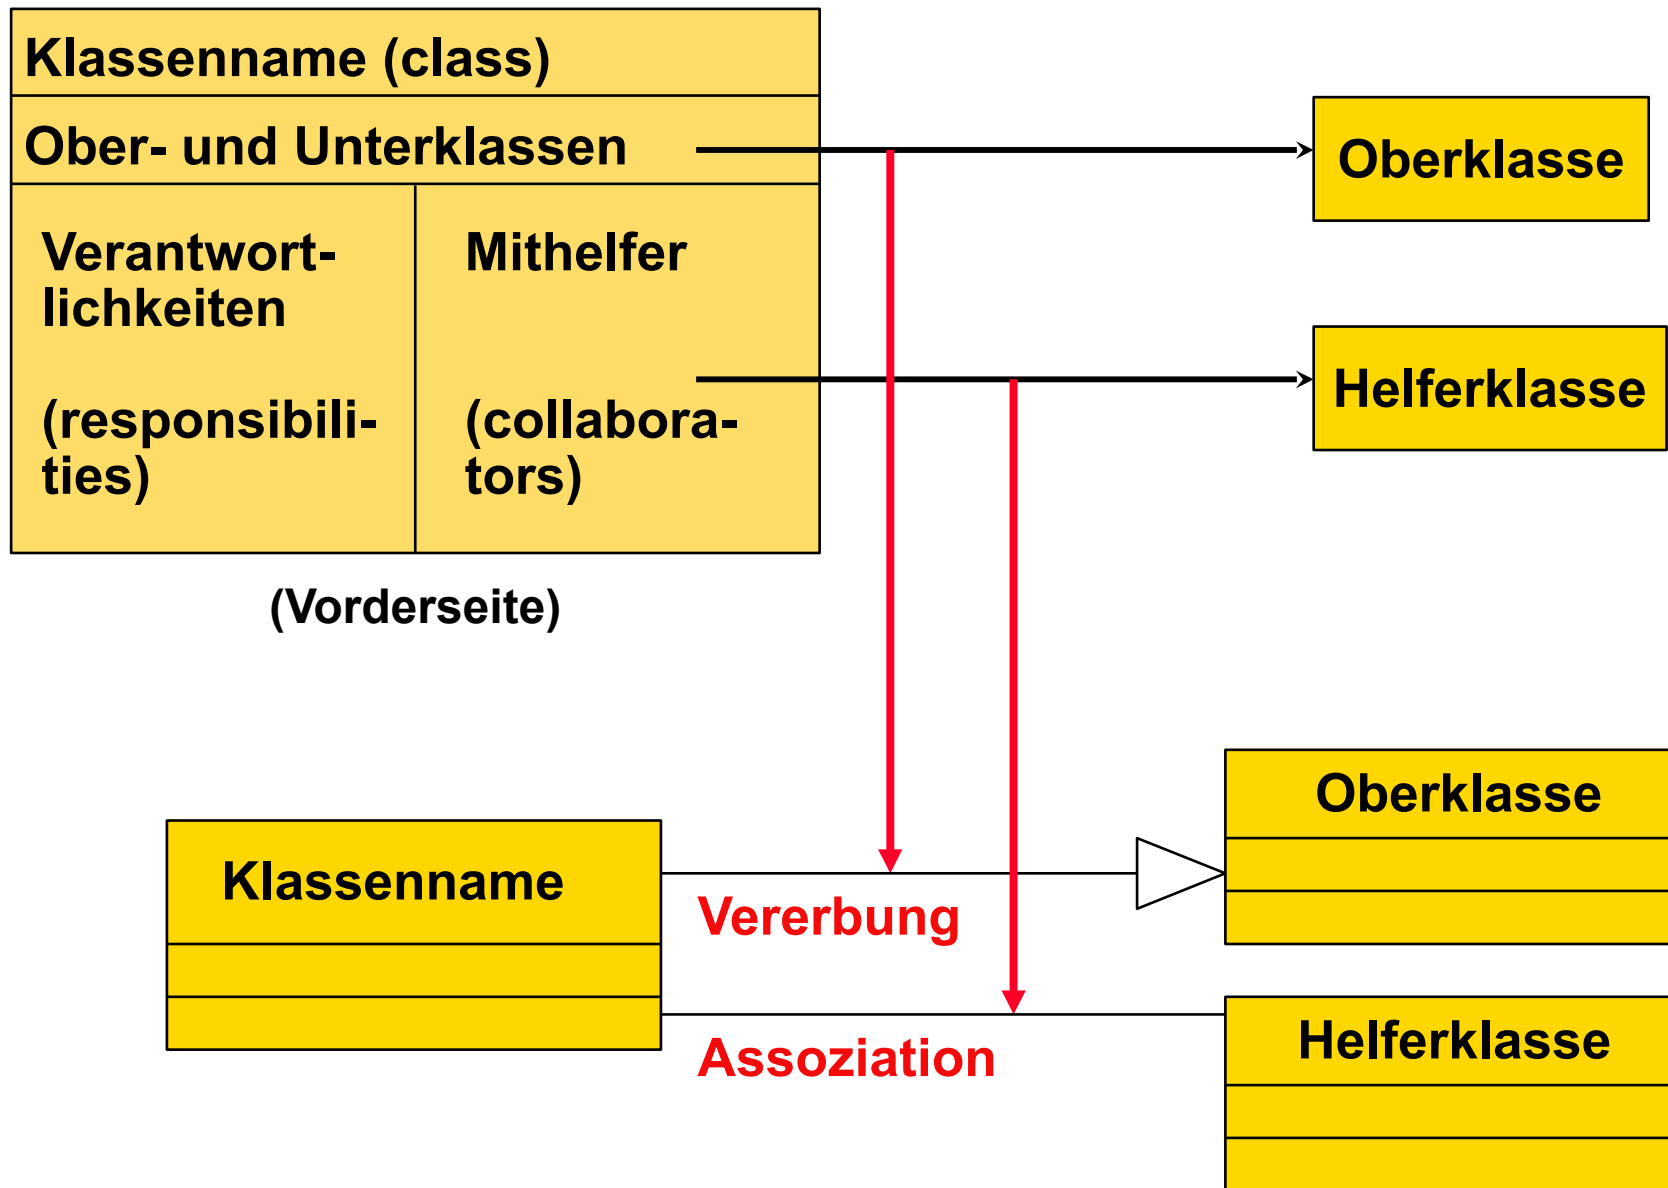 Klassenname (class)
Ober- und Unterklassen
Verantwort-
lichkeiten
(responsibili-
ties)
Mithelfer
(collabora-
tors)
(Vorderseite)
Oberklasse
Helferklasse
Klassenname
Vererbung
Assoziation
Oberklasse
Helferklasse